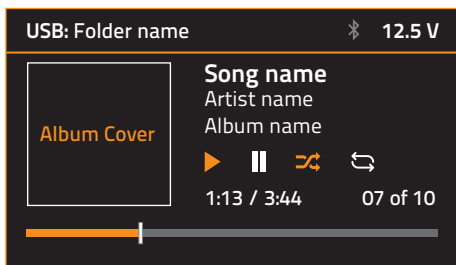 USB: Folder name 12.5 V
Album Cover
Song name
Artist name
Album name
1:13 / 3:44 07 of 10